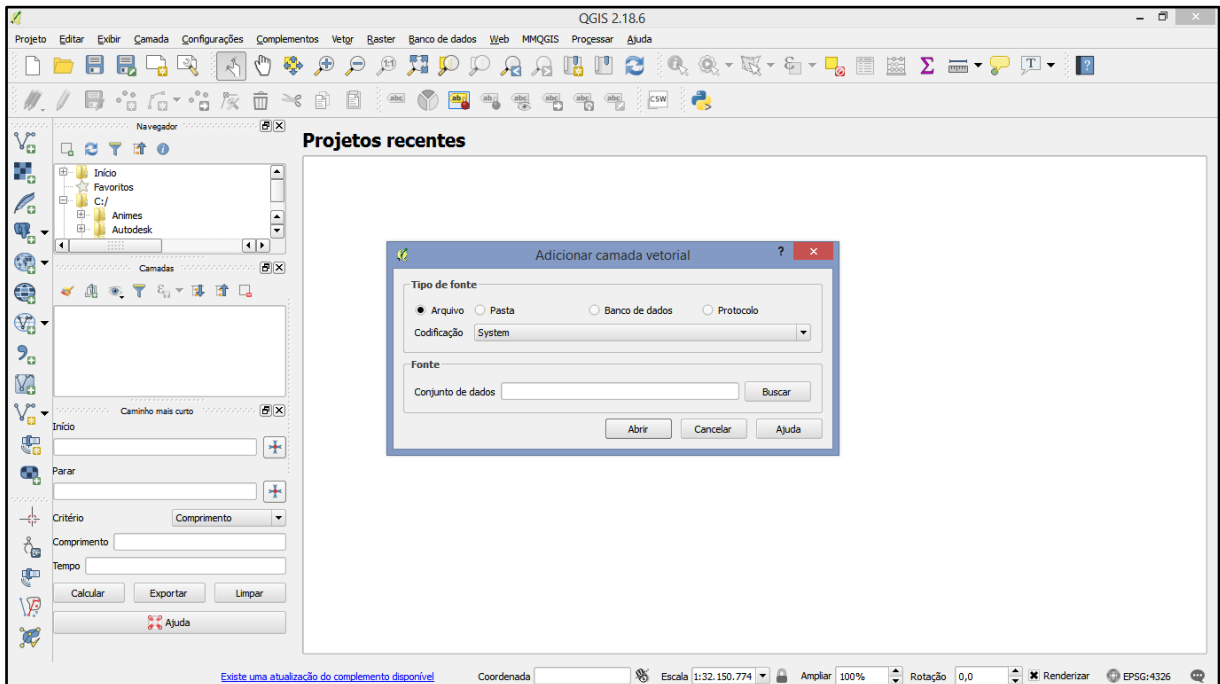 QGIS 2.18.6
Projeto Editar Exibir Camada Configurações Complementos Vetor Raster Banco de dados Web MMQGIS Processar Ajuda
Navegador
Início
Favoritos
C:/
Animes
Autodesk
Camadas
Caminho mais curto
Início
Parar
Critério Comprimento
Comprimento
Tempo
Calcular Exportar Limpar
Ajuda
Projetos recentes
Adicionar camada vetorial ?
Tipo de fonte
Arquivo Pasta Banco de dados Protocolo
Codificação System
Fonte
Conjunto de dados Buscar
Abrir Cancelar Ajuda
Existe uma atualização do complemento disponível Coordenada Escala 1:32.150.774 Ampliar 100% Rotação 0,0 Renderizar EPSG:4326